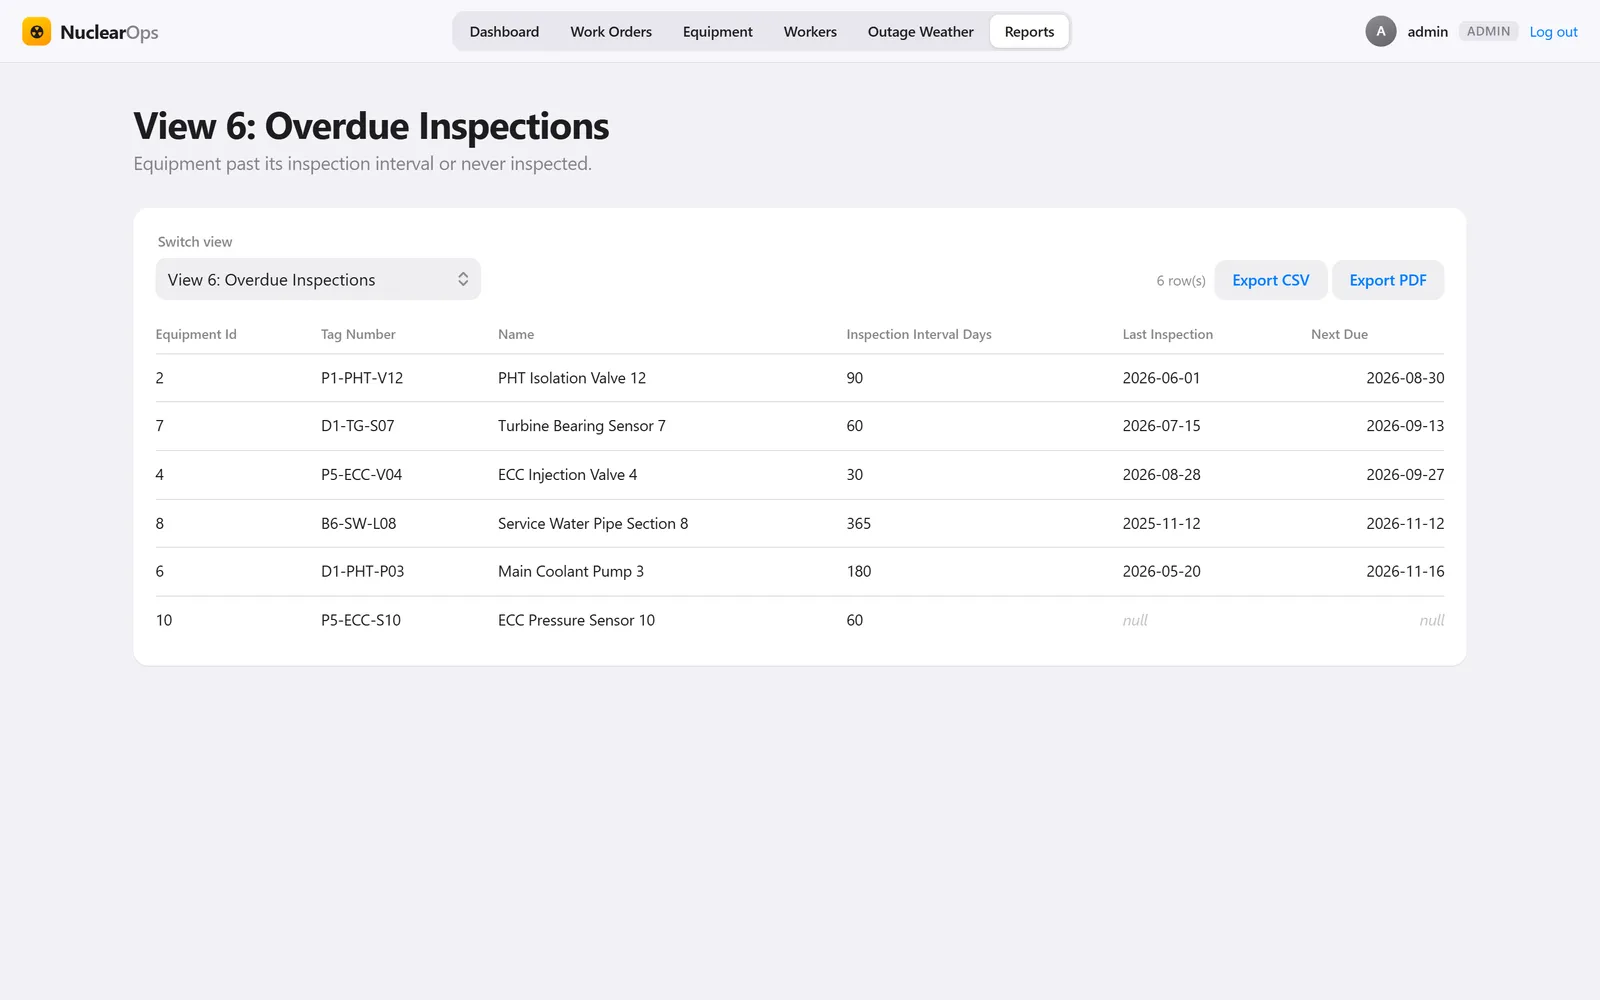 NuclearOps
Dashboard Work Orders Equipment Workers Outage Weather Reports
A admin ADMIN Log out
View 6: Overdue Inspections
Equipment past its inspection interval or never inspected.
Switch view
View 6: Overdue Inspections
6 row(s) Export CSV Export PDF
Equipment Id Tag Number Name Inspection Interval Days Last Inspection Next Due
2 P1-PHT-V12 PHT Isolation Valve 12 90 2026-06-01 2026-08-30
7 D1-TG-S07 Turbine Bearing Sensor 7 60 2026-07-15 2026-09-13
4 P5-ECC-V04 ECC Injection Valve 4 30 2026-08-28 2026-09-27
8 B6-SW-L08 Service Water Pipe Section 8 365 2025-11-12 2026-11-12
6 D1-PHT-P03 Main Coolant Pump 3 180 2026-05-20 2026-11-16
10 P5-ECC-S10 ECC Pressure Sensor 10 60 null null